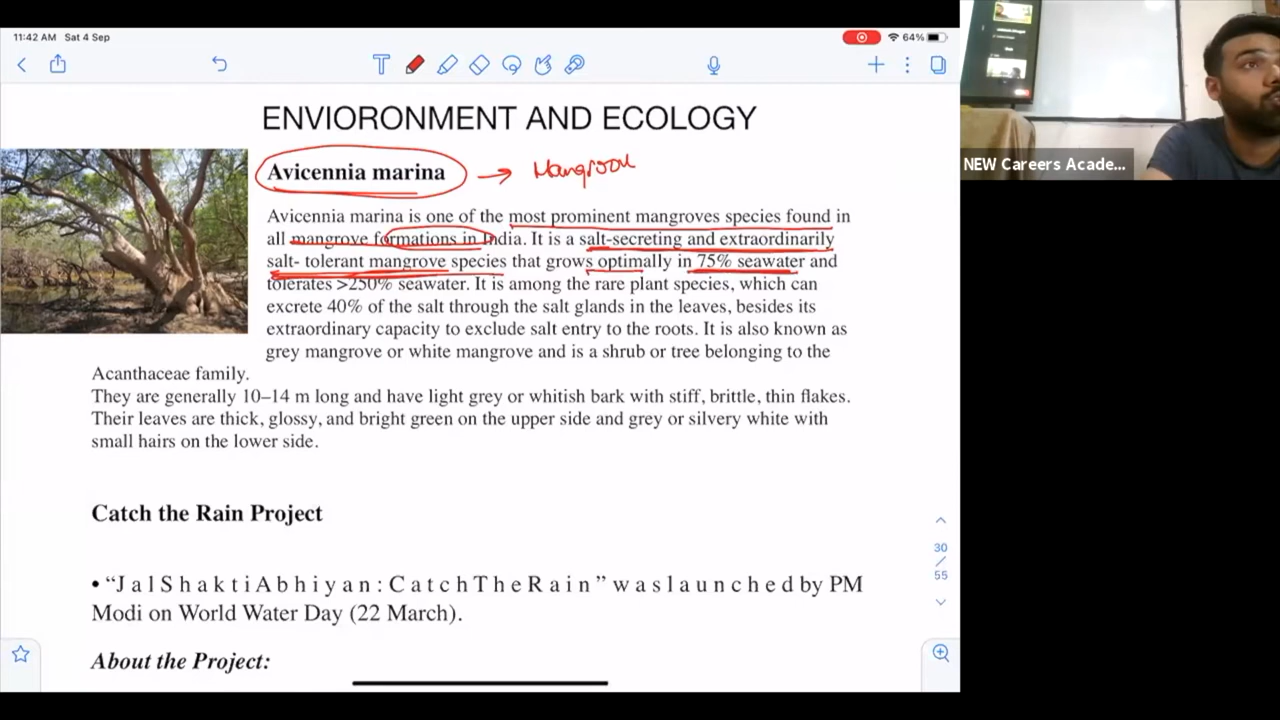 11:42 AM Sat 4 Sep
64%
ENVIORONMENT AND ECOLOGY
Avicennia marina
Avicennia marina is one of the most prominent mangroves species found in
all mangrove formations in India. It is a salt-secreting and extraordinarily
salt- tolerant mangrove species that grows optimally in 75% seawater and
tolerates >250% seawater. It is among the rare plant species, which can
excrete 40% of the salt through the salt glands in the leaves, besides its
extraordinary capacity to exclude salt entry to the roots. It is also known as
grey mangrove or white mangrove and is a shrub or tree belonging to the
Acanthaceae family.
They are generally 10–14 m long and have light grey or whitish bark with stiff, brittle, thin flakes.
Their leaves are thick, glossy, and bright green on the upper side and grey or silvery white with
small hairs on the lower side.
Catch the Rain Project
• “J a l S h a k t i A b h i y a n : C a t c h T h e R a i n ” w a s l a u n c h e d by PM
Modi on World Water Day (22 March).
About the Project:
30
/
55
NEW Careers Acade...